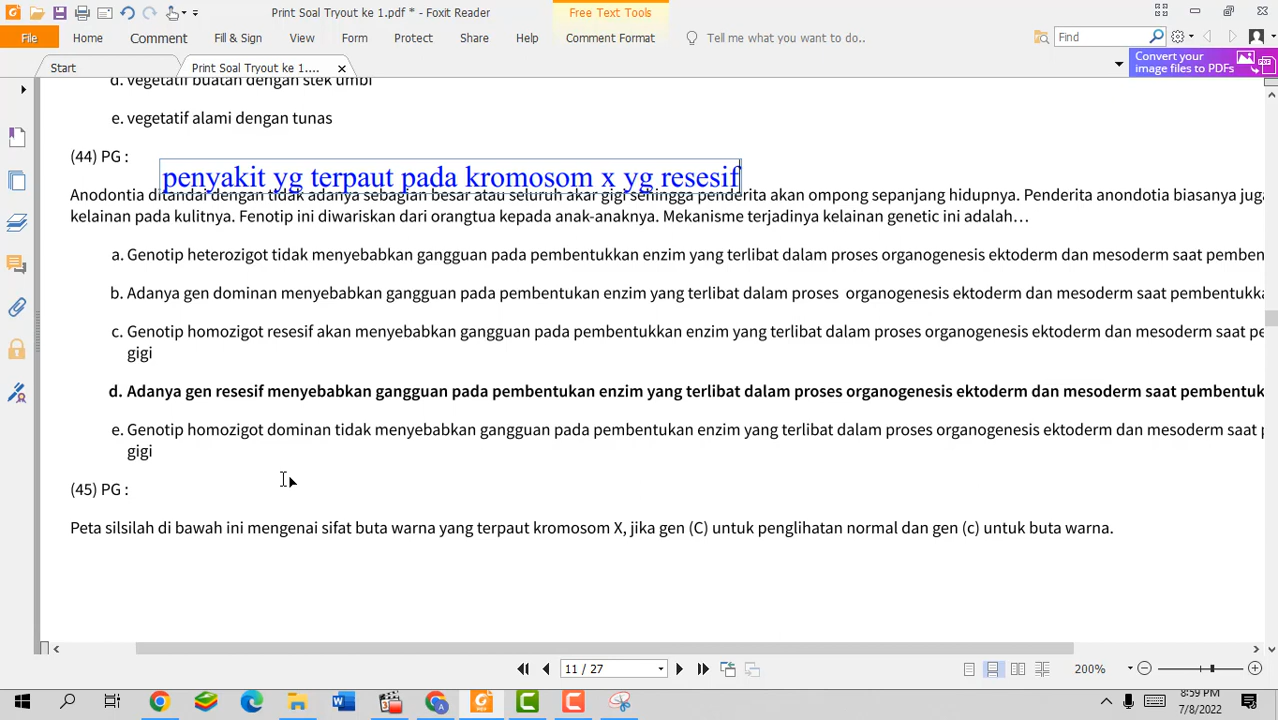 Print Soal Tryout ke 1.pdf * - Foxit Reader
Free Text Tools
File
Home
Comment
Fill & Sign
View
Form
Protect
Share
Help
Comment Format
Tell me what you want to do..
Find
Start
Print Soal Tryout ke 1....
Convert your
image files to PDFs
d. vegetatif buatan dengan stek umbi
e. vegetatif alami dengan tunas
(44) PG :
penyakit yg terpaut pada kromosom x yg resesif
Anodontia ditandai dengan tidak adanya sebagian besar atau seluruh akar gigi sehingga penderita akan ompong sepanjang hidupnya. Penderita anondotia biasanya juga
kelainan pada kulitnya. Fenotip ini diwariskan dari orangtua kepada anak-anaknya. Mekanisme terjadinya kelainan genetic ini adalah…
a. Genotip heterozigot tidak menyebabkan gangguan pada pembentukkan enzim yang terlibat dalam proses organogenesis ektoderm dan mesoderm saat pemben
b. Adanya gen dominan menyebabkan gangguan pada pembentukan enzim yang terlibat dalam proses organogenesis ektoderm dan mesoderm saat pembentukka
c. Genotip homozigot resesif akan menyebabkan gangguan pada pembentukkan enzim yang terlibat dalam proses organogenesis ektoderm dan mesoderm saat pe
gigi
d. Adanya gen resesif menyebabkan gangguan pada pembentukan enzim yang terlibat dalam proses organogenesis ektoderm dan mesoderm saat pembentuk
e. Genotip homozigot dominan tidak menyebabkan gangguan pada pembentukan enzim yang terlibat dalam proses organogenesis ektoderm dan mesoderm saat p
gigi
(45) PG :
Peta silsilah di bawah ini mengenai sifat buta warna yang terpaut kromosom X, jika gen (C) untuk penglihatan normal dan gen (c) untuk buta warna.
11 / 27
200%
8:59 PM
7/8/2022